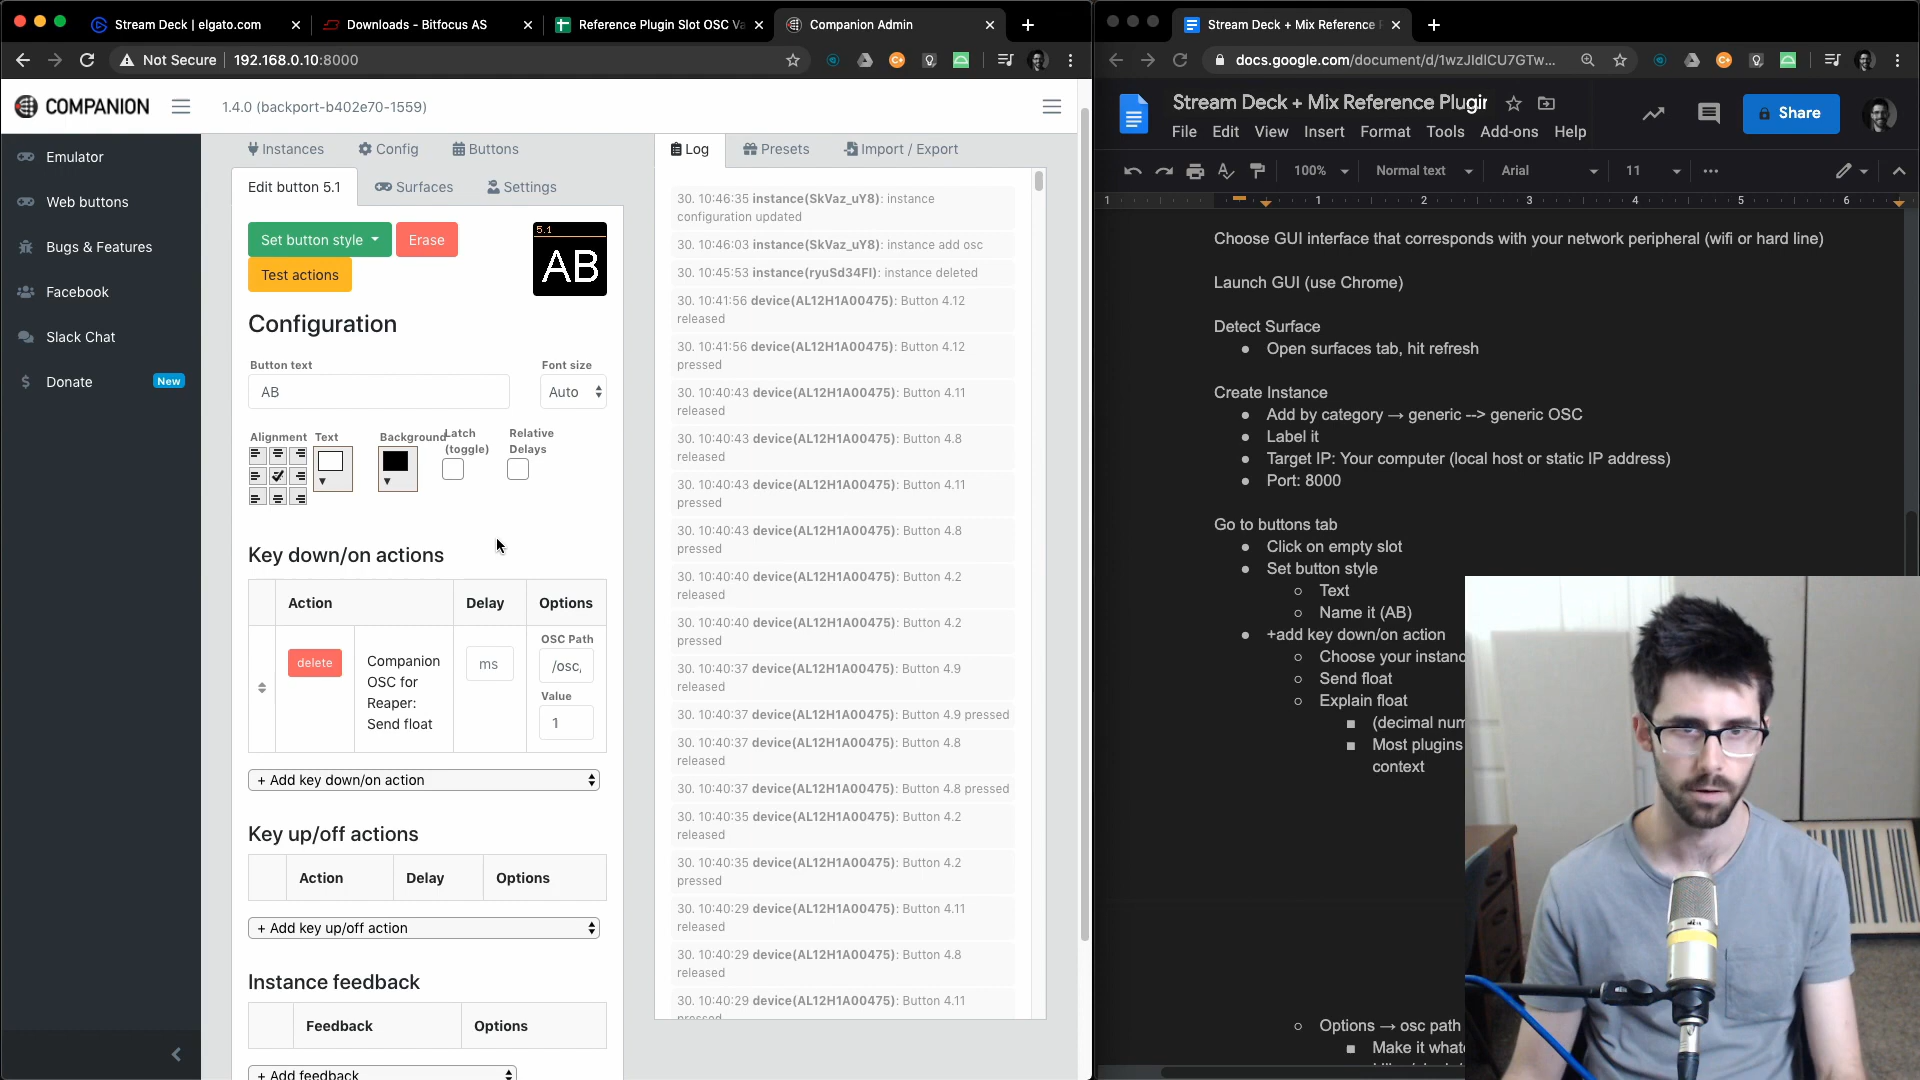 Stream Deck | elgato.com
Downloads - Bitfocus AS
Reference Plugin Slot OSC Va
Companion Admin
Not Secure
192.168.0.10:8000
COMPANION
1.4.0 (backport-b402e70-1559)
Emulator
Web buttons
Bugs & Features
Facebook
Slack Chat
Donate
New
Instances
Config
Buttons
Edit button 5.1
Surfaces
Settings
Set button style
Erase
Test actions
5.1
AB
Configuration
Button text
Font size
AB
Auto
Alignment
Text
Background
Latch
(toggle)
Relative
Delays
Key down/on actions
Action
Delay
Options
delete
Companion
OSC for
Reaper:
Send float
ms
OSC Path
/osc,
Value
1
+ Add key down/on action
Key up/off actions
Action
Delay
Options
+ Add key up/off action
Instance feedback
Feedback
Options
+ Add feedback
Log
Presets
Import / Export
30. 10:46:35 instance(SkVaz_uY8): instance
configuration updated
30. 10:46:03 instance(SkVaz_uY8): instance add osc
30. 10:45:53 instance(ryuSd34FI): instance deleted
30. 10:41:56 device(AL12H1A00475): Button 4.12
released
30. 10:41:56 device(AL12H1A00475): Button 4.12
pressed
30. 10:40:43 device(AL12H1A00475): Button 4.11
released
30. 10:40:43 device(AL12H1A00475): Button 4.8
released
30. 10:40:43 device(AL12H1A00475): Button 4.11
pressed
30. 10:40:43 device(AL12H1A00475): Button 4.8
pressed
30. 10:40:40 device(AL12H1A00475): Button 4.2
released
30. 10:40:40 device(AL12H1A00475): Button 4.2
pressed
30. 10:40:37 device(AL12H1A00475): Button 4.9
released
30. 10:40:37 device(AL12H1A00475): Button 4.9 pressed
30. 10:40:37 device(AL12H1A00475): Button 4.8
released
30. 10:40:37 device(AL12H1A00475): Button 4.8 pressed
30. 10:40:35 device(AL12H1A00475): Button 4.2
released
30. 10:40:35 device(AL12H1A00475): Button 4.2
pressed
30. 10:40:29 device(AL12H1A00475): Button 4.11
released
30. 10:40:29 device(AL12H1A00475): Button 4.8
released
30. 10:40:29 device(AL12H1A00475): Button 4.11
pressed
Stream Deck + Mix Reference
docs.google.com/document/d/1wzJIdlCU7GTw...
Stream Deck + Mix Reference Plugin
File Edit View Insert Format Tools Add-ons Help
Share
100% Normal text Arial 11
1 1 2 3 4 5 6
Choose GUI interface that corresponds with your network peripheral (wifi or hard line)
Launch GUI (use Chrome)
Detect Surface
● Open surfaces tab, hit refresh
Create Instance
● Add by category → generic --> generic OSC
● Label it
● Target IP: Your computer (local host or static IP address)
● Port: 8000
Go to buttons tab
● Click on empty slot
● Set button style
○ Text
○ Name it (AB)
● +add key down/on action
○ Choose your instanc
○ Send float
○ Explain float
■ (decimal num
■ Most plugins
context
○ Options → osc path
■ Make it what